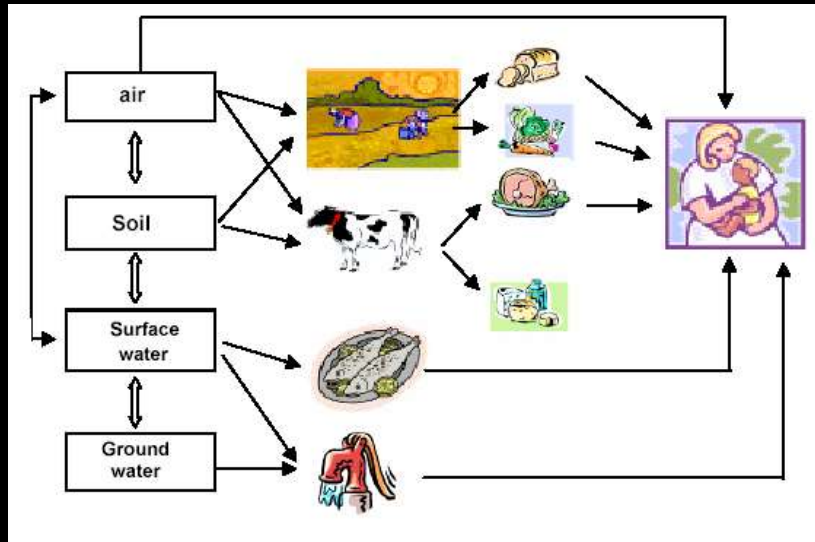 air
Soil
Surface
water
Ground
water